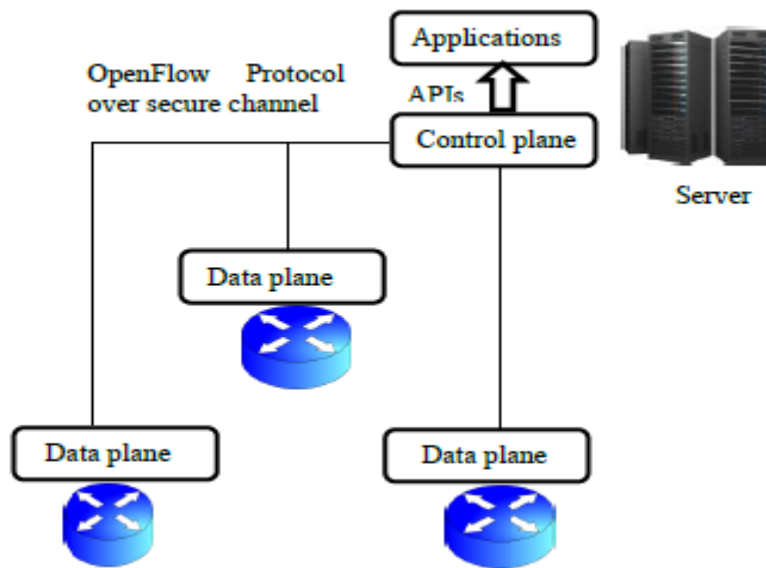 Applications
OpenFlow Protocol
over secure channel
APIs
Control plane
Server
Data plane
Data plane
Data plane